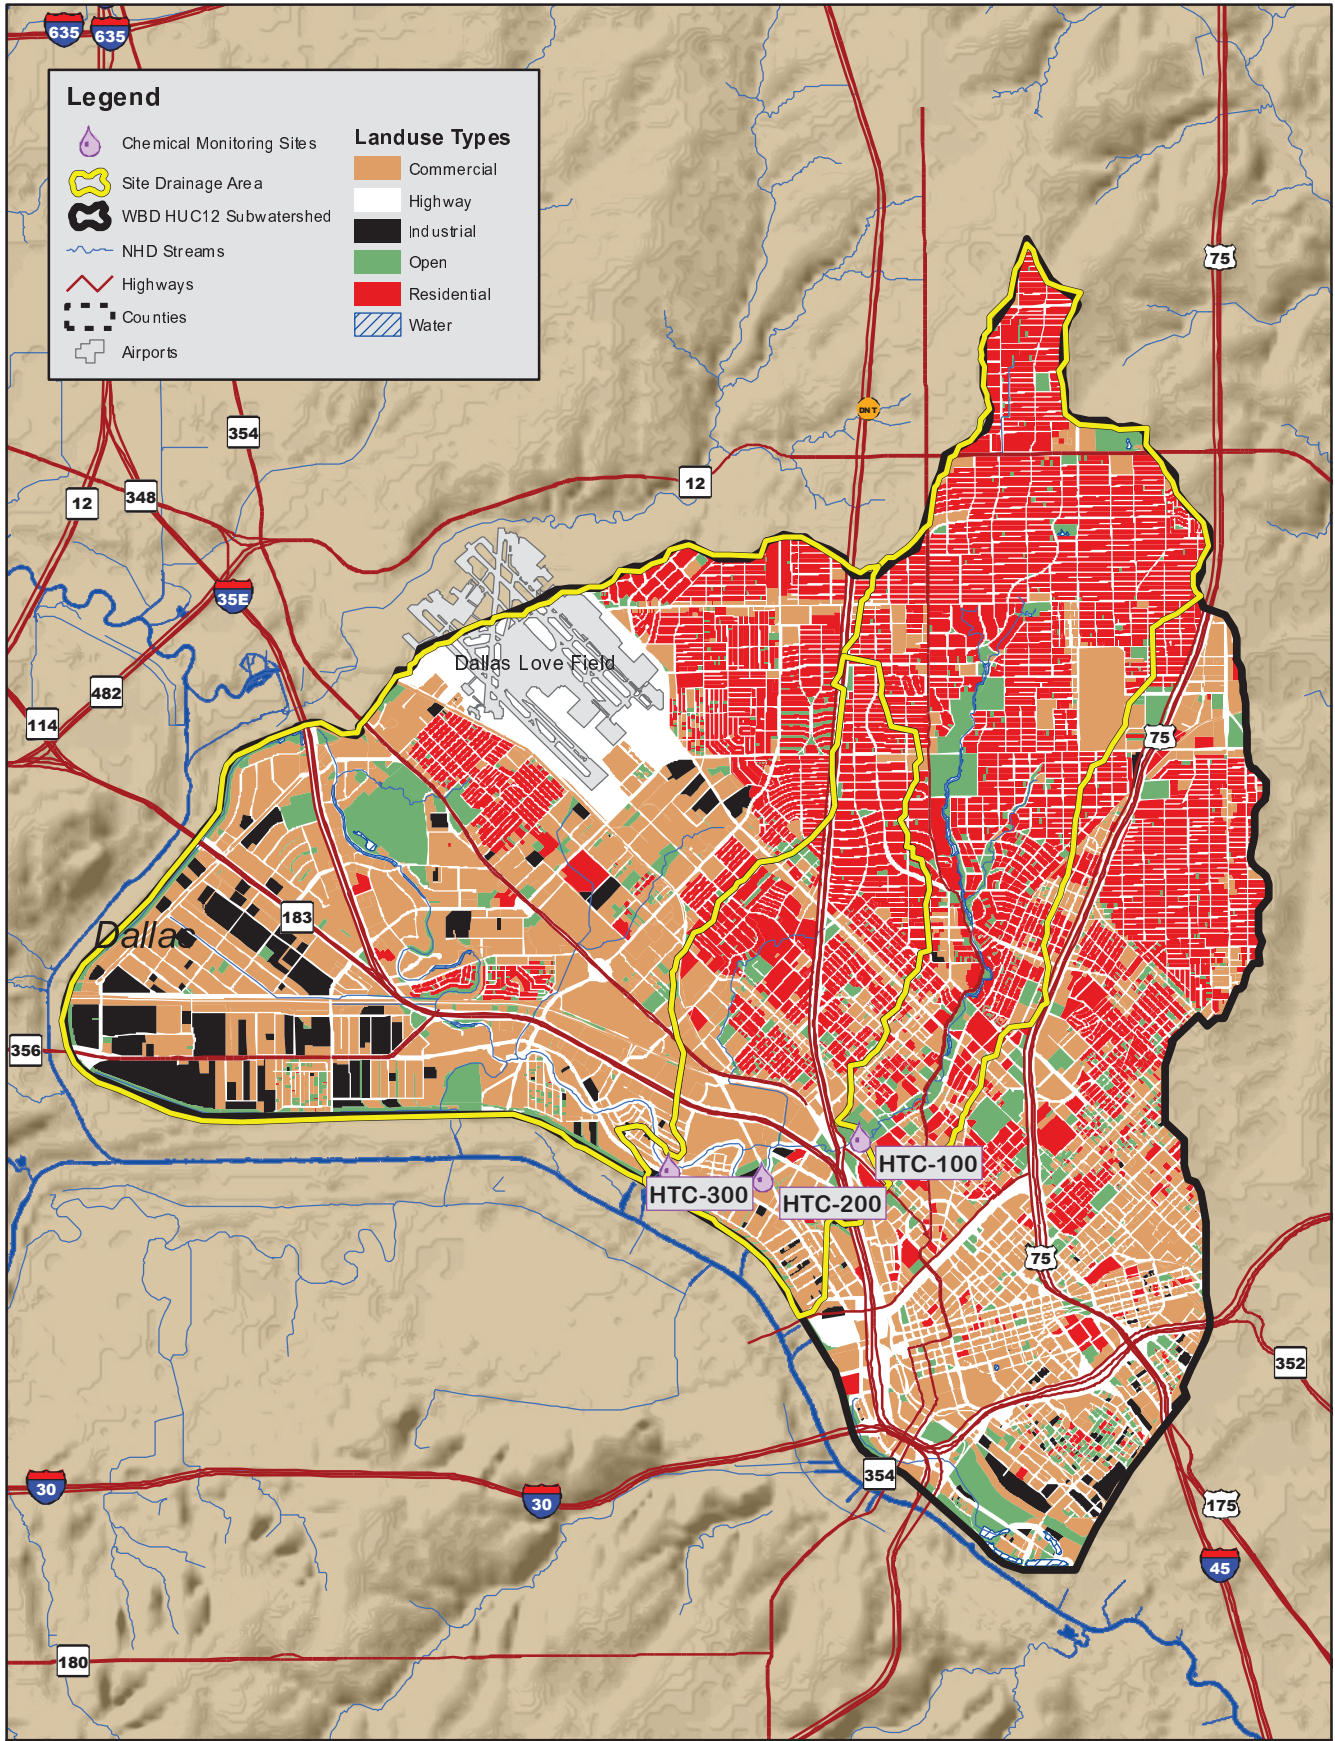 635
635
Legend
Chemical Monitoring Sites
Site Drainage Area
WBD HUC12 Subwatershed
NHD Streams
Highways
Counties
Airports
Landuse Types
Commercial
Highway
Industrial
Open
Residential
Water
75
DNT
354
12
348
12
35E
Dallas Love Field
482
114
75
183
Dallas
356
HTC-100
HTC-300
HTC-200
75
352
354
30
30
175
45
180